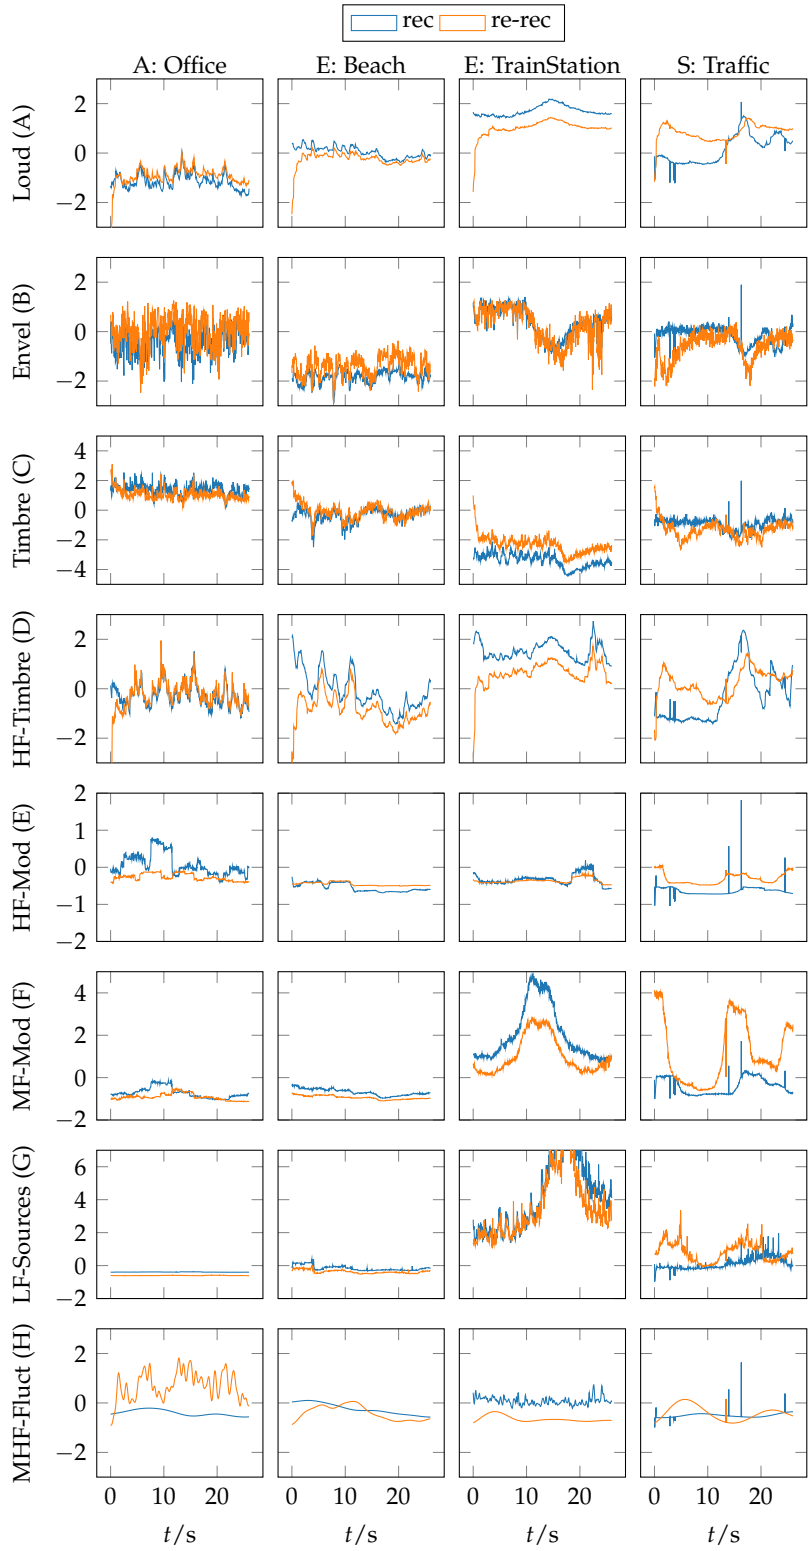 rec re-rec
A: Office E: Beach E: TrainStation S: Traffic
Loud (A)
2
0
−2
Envel (B)
2
0
−2
Timbre (C)
4
2
0
−2
−4
HF-Timbre (D)
2
0
−2
HF-Mod (E)
2
1
−0
−1
−2
MF-Mod (F)
4
2
0
−2
LF-Sources (G)
6
4
2
0
−2
MHF-Fluct (H)
2
0
−2
0 10 20 0 10 20 0 10 20 0 10 20
t/s t/s t/s t/s